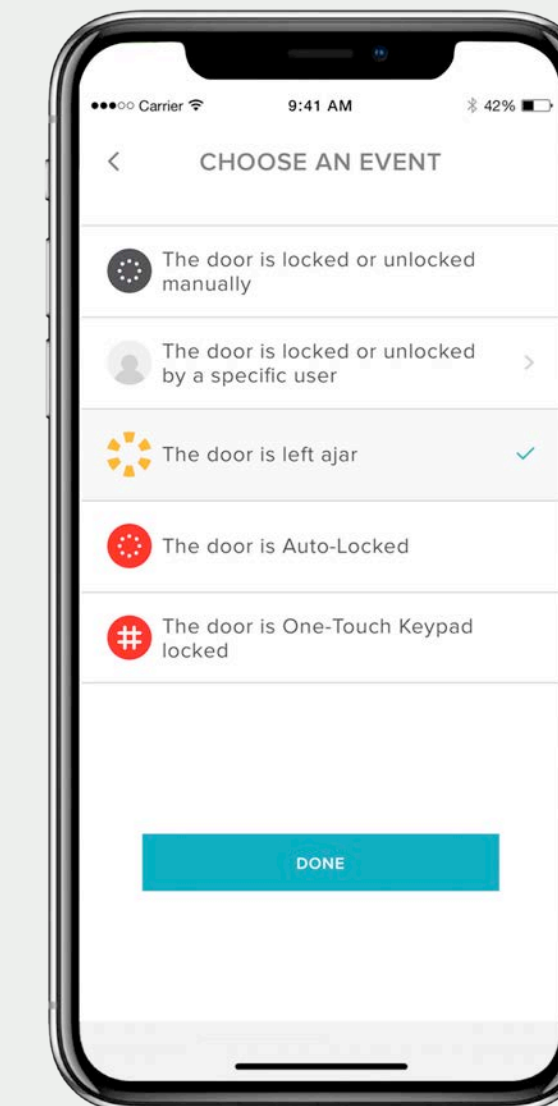 Carrier 9:41 AM 42%
CHOOSE AN EVENT
The door is locked or unlocked
manually
The door is locked or unlocked
by a specific user
The door is left ajar
The door is Auto-Locked
The door is One-Touch Keypad
locked
DONE